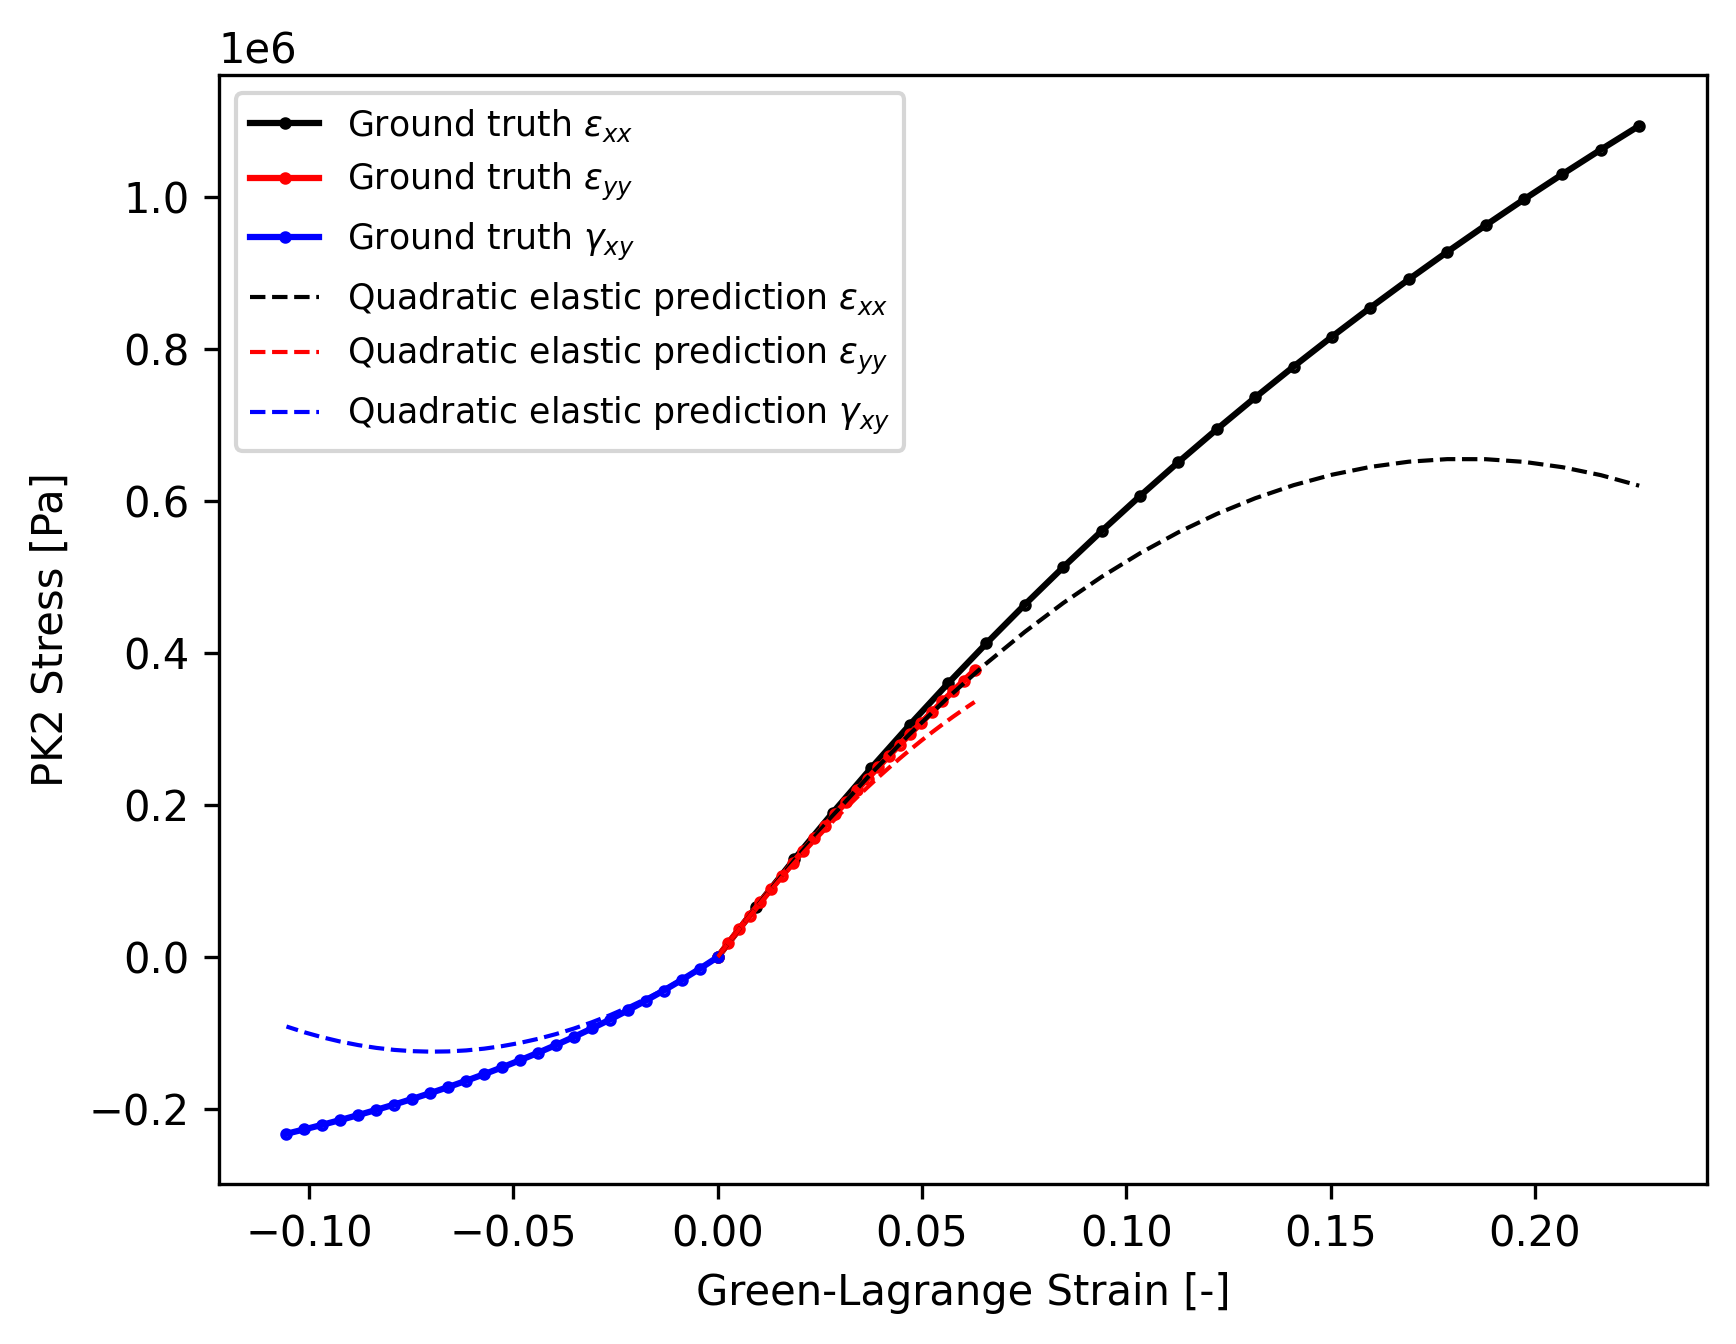 1e6
Ground truth εxx
Ground truth εyy
Ground truth γxy
Quadratic elastic prediction εxx
Quadratic elastic prediction εyy
Quadratic elastic prediction γxy
1.0
0.8
0.6
0.4
0.2
0.0
−0.2
PK2 Stress [Pa]
−0.10 −0.05 0.00 0.05 0.10 0.15 0.20
Green-Lagrange Strain [-]